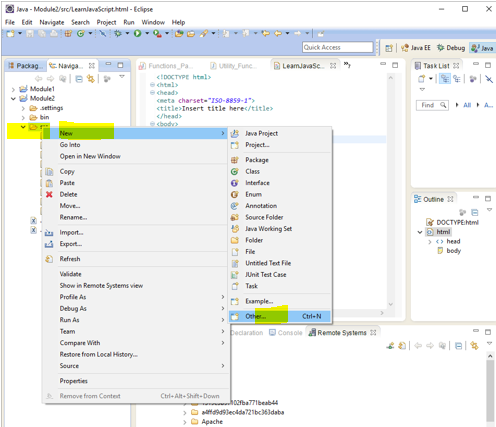 Java - Module2/src/LearnJavaScript.html - Eclipse
File Edit Navigate Search Project Run Window Help
Quick Access
Java EE
Debug
Java
Packag...
Naviga...
Functions_Pa...
Utility_Func...
LearnJavaSc...
Task List
Module1
Module2
.settings
bin
<!DOCTYPE html>
<html>
<head>
<meta charset="ISO-8859-1">
<title>Insert title here</title>
</head>
<body>
Find
All
New
Go Into
Open in New Window
Copy
Paste
Delete
Move...
Rename...
Import...
Export...
Refresh
Validate
Show in Remote Systems view
Profile As
Debug As
Run As
Team
Compare With
Restore from Local History...
Source
Properties
Remove from Context Ctrl+Alt+Shift+Down
Java Project
Project...
Package
Class
Interface
Enum
Annotation
Source Folder
Java Working Set
Folder
File
Untitled Text File
JUnit Test Case
Task
Example...
Other... Ctrl+N
Outline
DOCTYPE:html
html
head
body
Declaration
Console
Remote Systems
a4ffd9d93ec4da721bc363daba
Apache